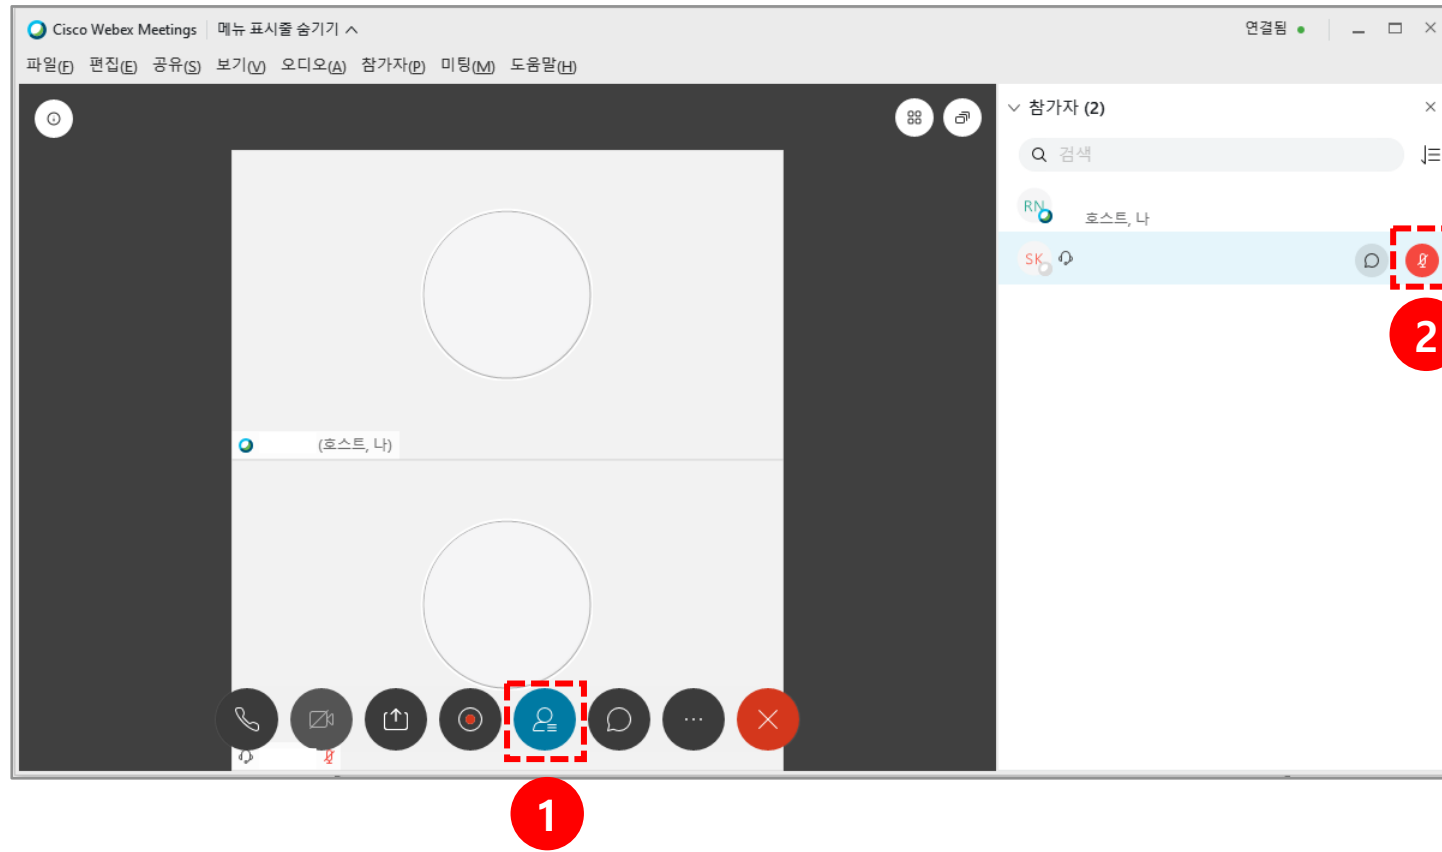 Cisco Webex Meetings 메뉴 표시줄 숨기기
연결됨
파일(F) 편집(E) 공유(S) 보기(V) 오디오(A) 참가자(P) 미팅(M) 도움말(H)
참가자 (2)
검색
RN
호스트, 나
SK
2
(호스트, 나)
1